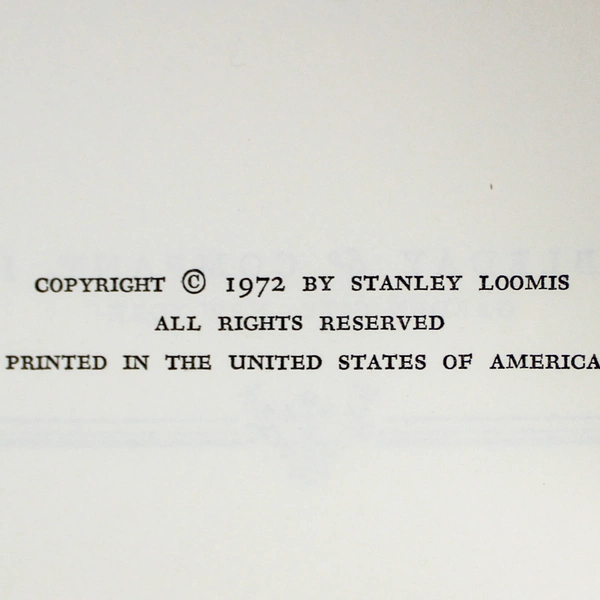 COPYRIGHT © 1972 BY STANLEY LOOMIS
ALL RIGHTS RESERVED
PRINTED IN THE UNITED STATES OF AMERICA